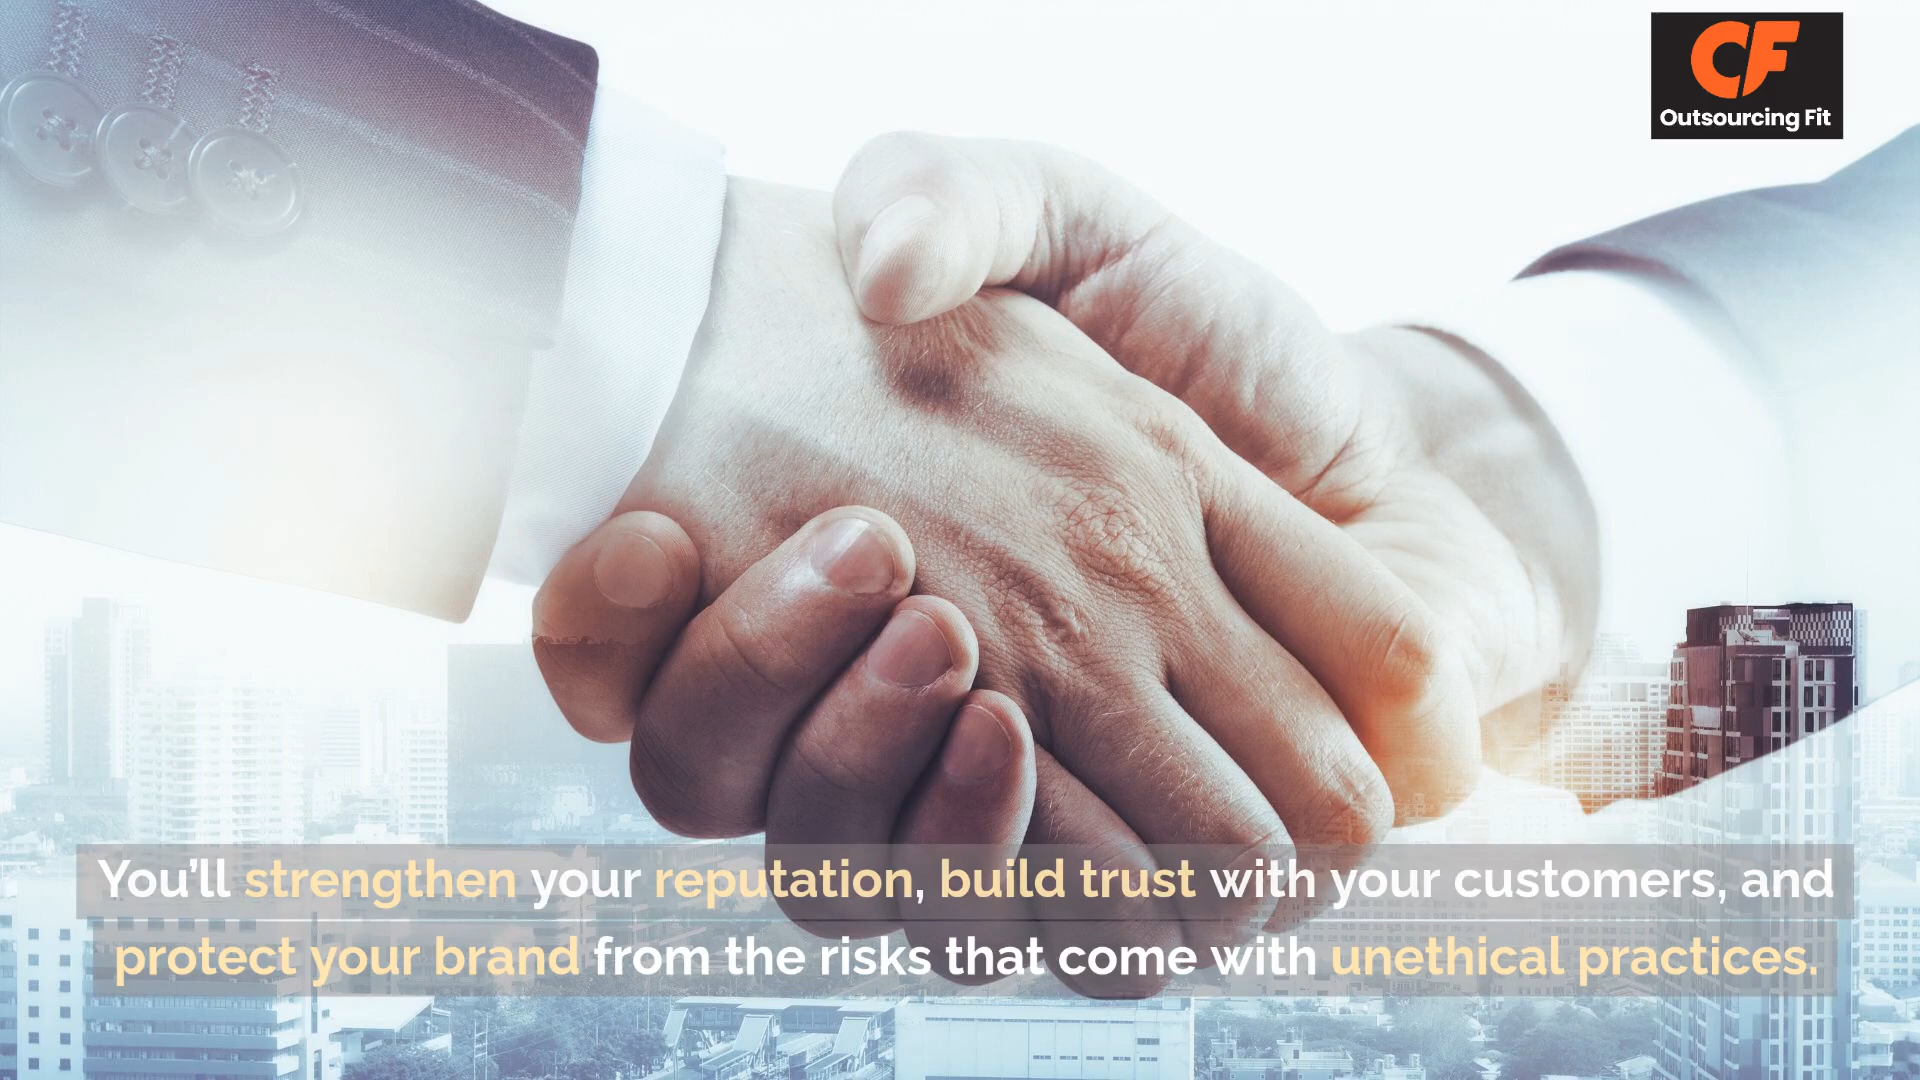 CF
Outsourcing Fit
You’ll strengthen your reputation, build trust with your customers, and
protect your brand from the risks that come with unethical practices.